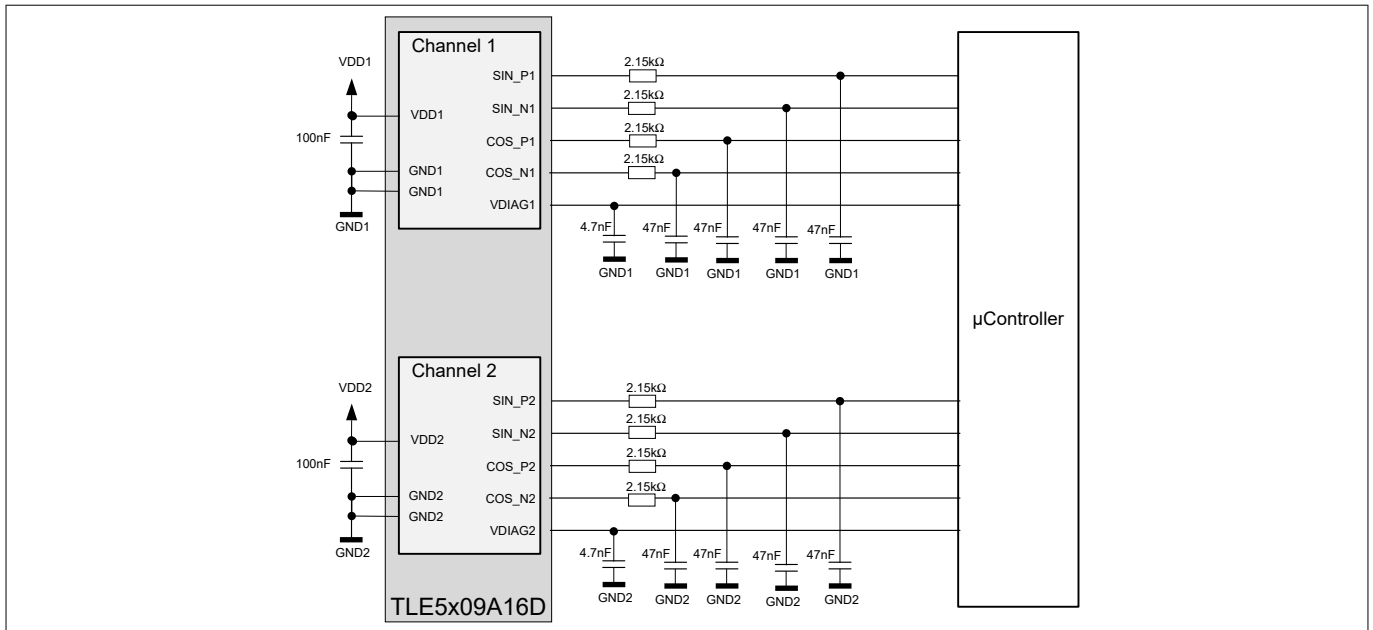 Channel 1
VDD1
2.15kΩ
SIN_P1
2.15kΩ
SIN_N1
VDD1
2.15kΩ
100nF
COS_P1
2.15kΩ
GND1
COS_N1
GND1
VDIAG1
GND1
4.7nF 47nF 47nF 47nF 47nF
GND1 GND1 GND1 GND1 GND1
µController
Channel 2
VDD2
2.15kΩ
SIN_P2
2.15kΩ
SIN_N2
VDD2
2.15kΩ
100nF
COS_P2
2.15kΩ
GND2
COS_N2
GND2
VDIAG2
GND2
4.7nF 47nF 47nF 47nF 47nF
GND2 GND2 GND2 GND2 GND2
TLE5x09A16D